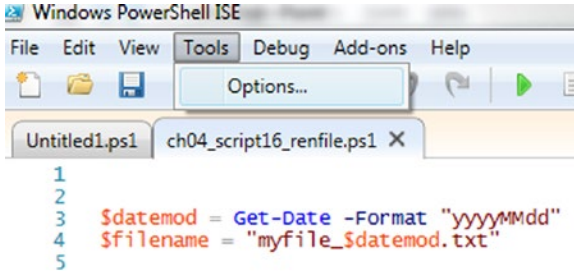 Windows PowerShell ISE
File Edit View Tools Debug Add-ons Help
Options...
Untitled1.ps1 ch04_script16_renfile.ps1 X
1
2
3 $datemod = Get-Date -Format "yyyyMMdd"
4 $filename = "myfile_$datemod.txt"
5